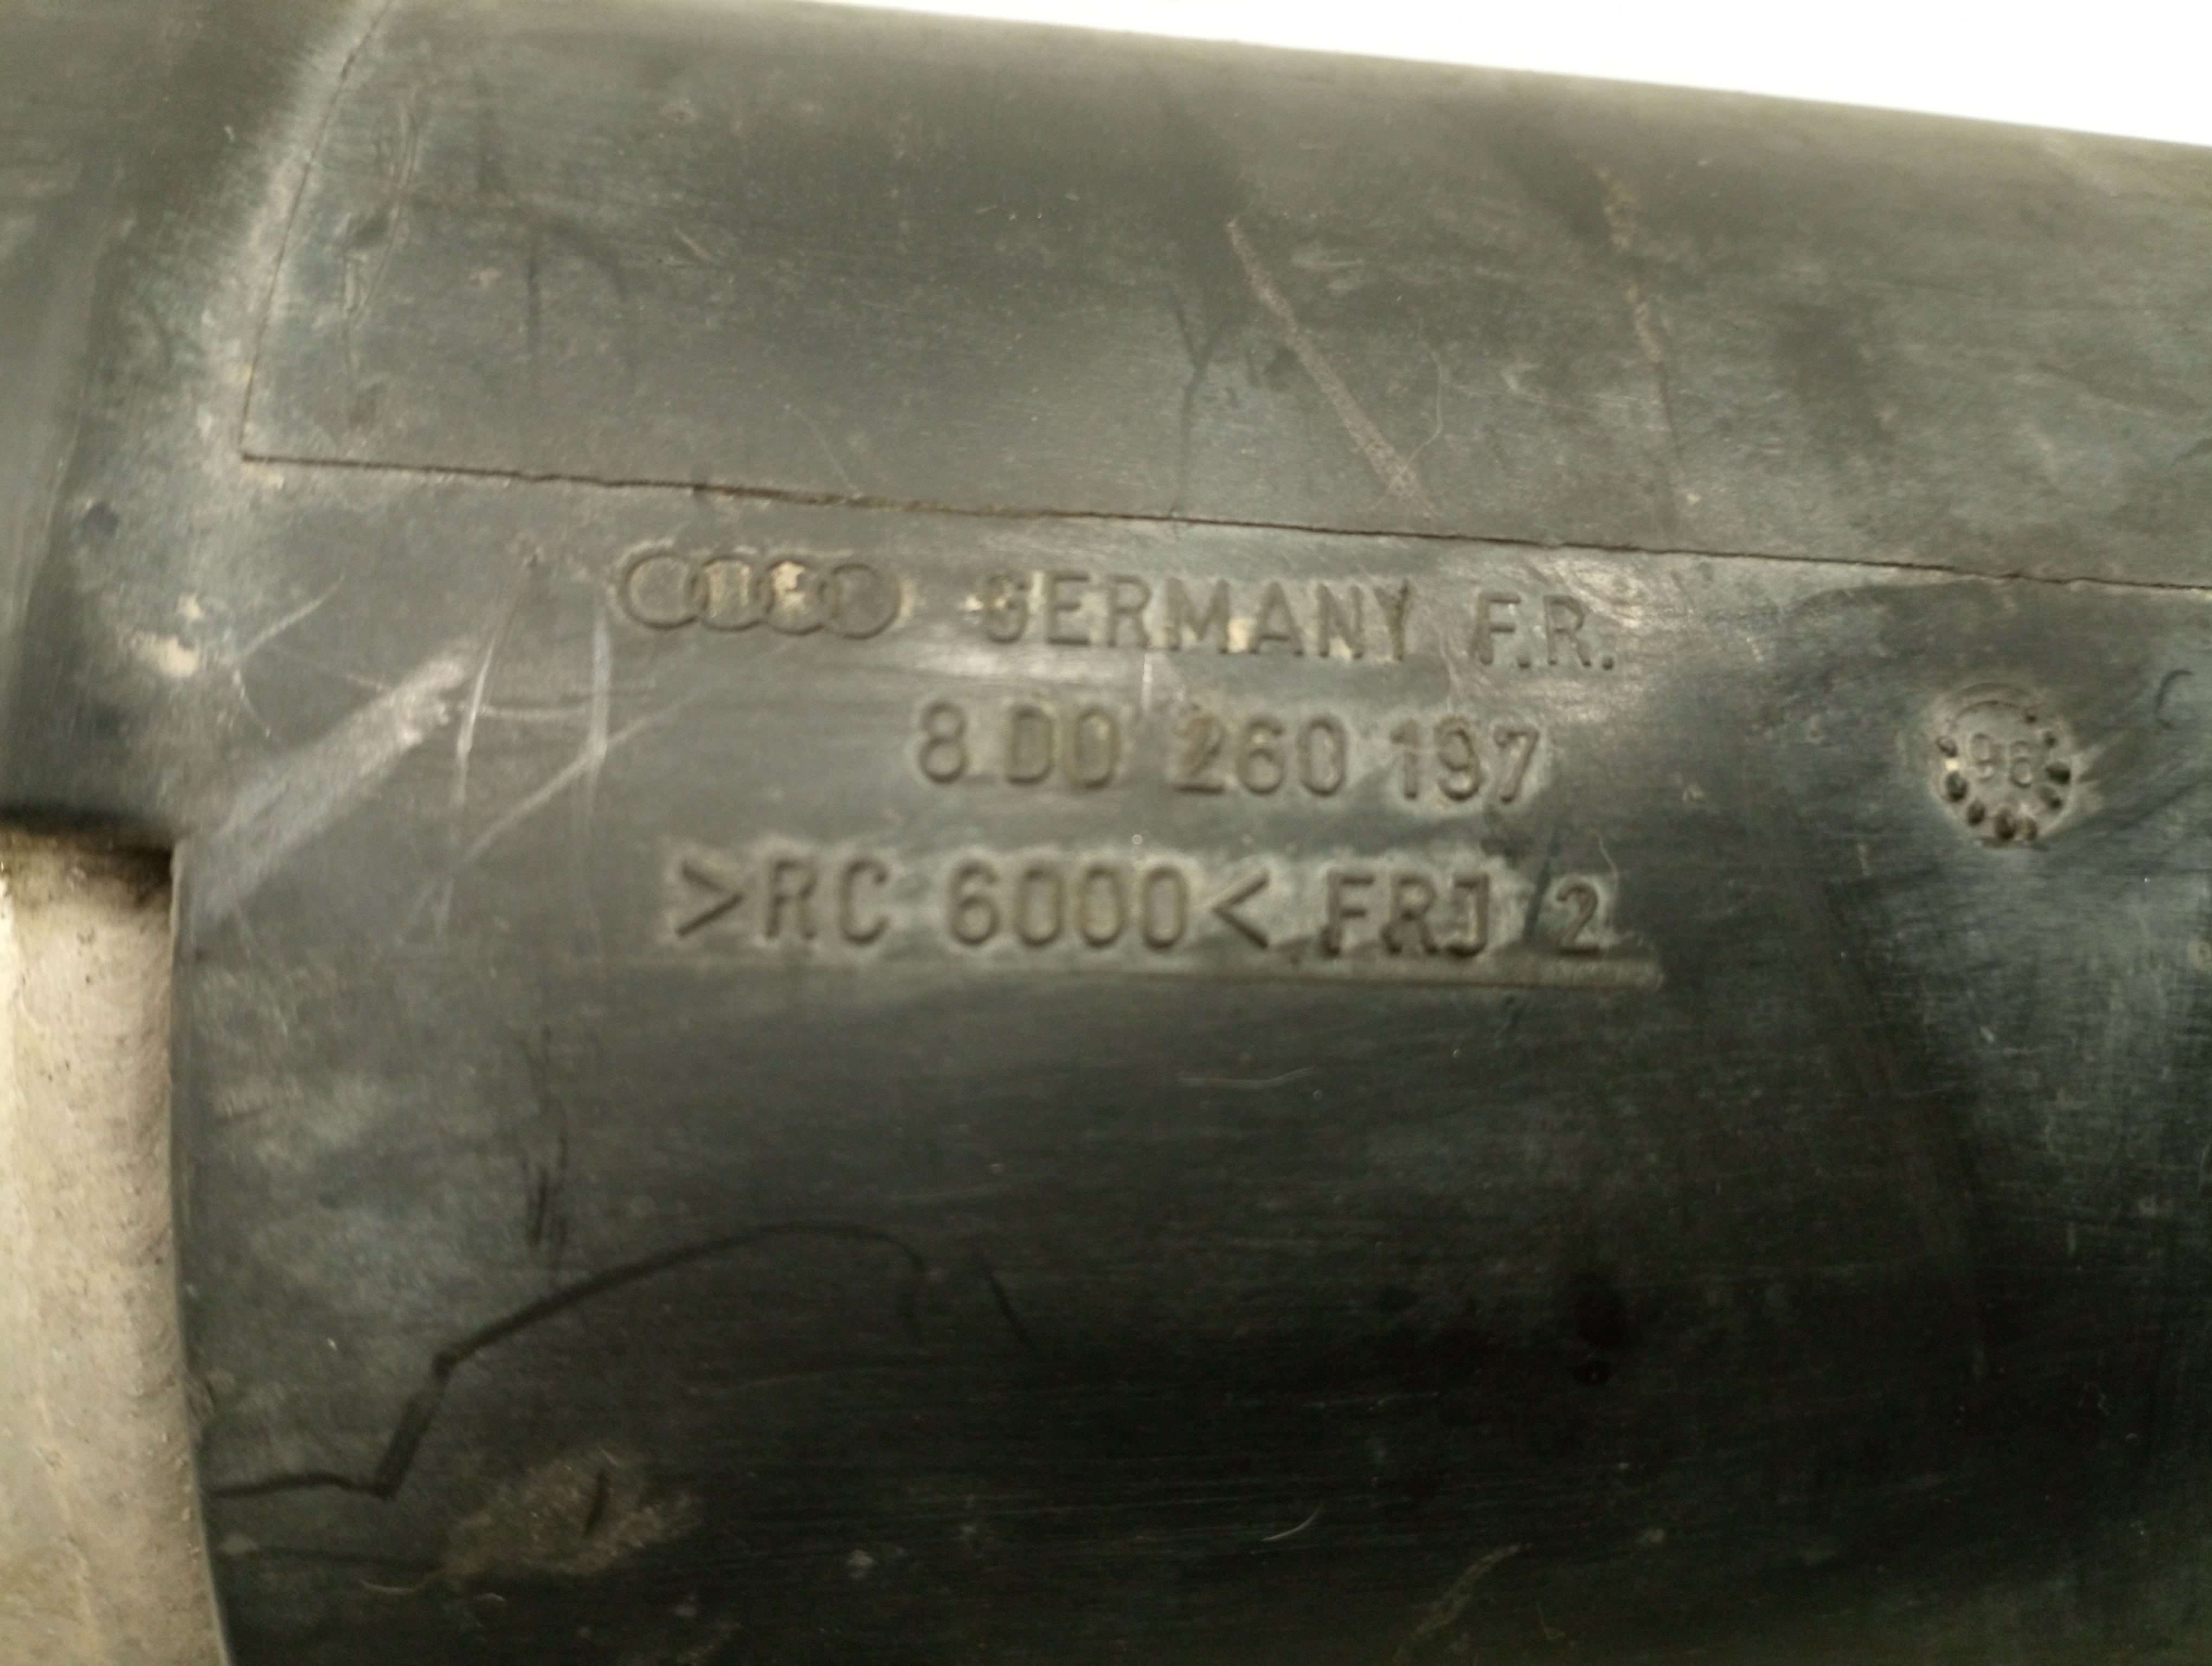 GERMANY F.R.
8D0 260 197
>RC 6000< FRJ 2
96